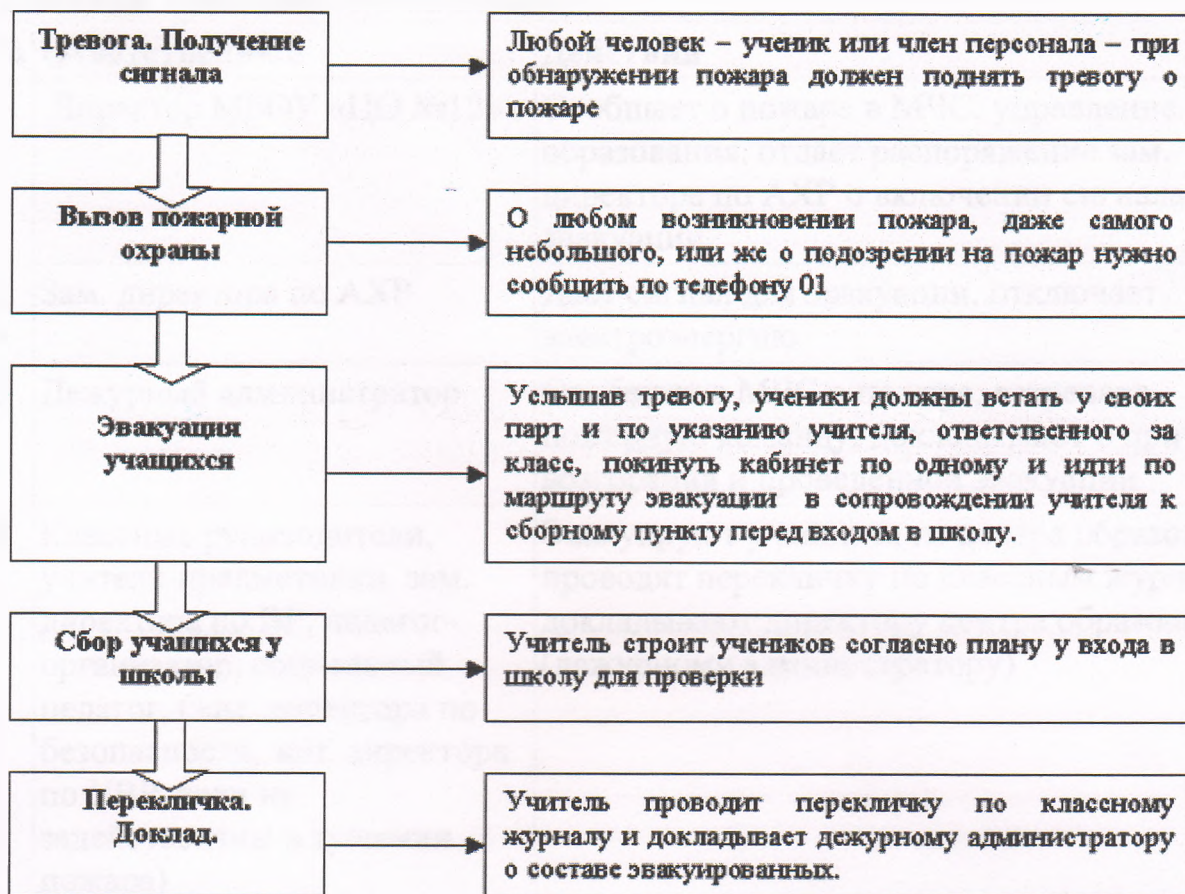 Тревога. Получение
сигнала
Любой человек – ученик или член персонала – при
обнаружении пожара должен поднять тревогу о
пожаре
Вызов пожарной
охраны
О любом возникновении пожара, даже самого
небольшого, или же о подозрении на пожар нужно
сообщить по телефону 01
Эвакуация
учащихся
Услышав тревогу, ученики должны встать у своих
парт и по указанию учителя, ответственного за
класс, покинуть кабинет по одному и идти по
маршруту эвакуации в сопровождении учителя к
сборному пункту перед входом в школу.
Сбор учащихся у
школы
Учитель строит учеников согласно плану у входа в
школу для проверки
Перекличка.
Доклад.
Учитель проводит перекличку по классному
журналу и докладывает дежурному администратору
о составе эвакуированных.